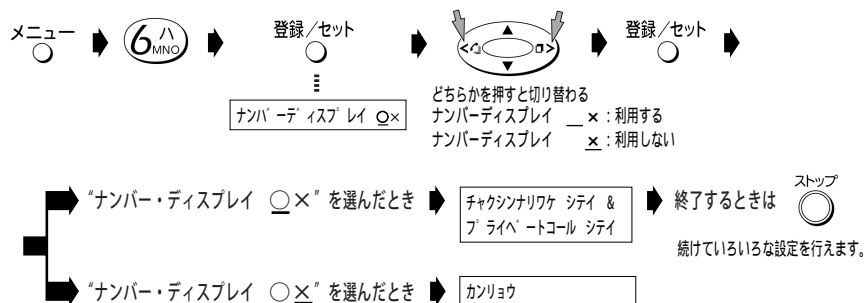 メニュー
6 ハ MNO
登録/セット
登録/セット
ナンバーディスプレイ ○×
どちらかを押すと切り替わる
ナンバーディスプレイ __ × : 利用する
ナンバーディスプレイ × : 利用しない
“ナンバー・ディスプレイ ○×”を選んだとき
チャクシンナリワケ シテイ &
プライベートコール シテイ
終了するときは
ストップ
続けていろいろな設定を行えます。
“ナンバー・ディスプレイ ○×”を選んだとき
カンリョウ